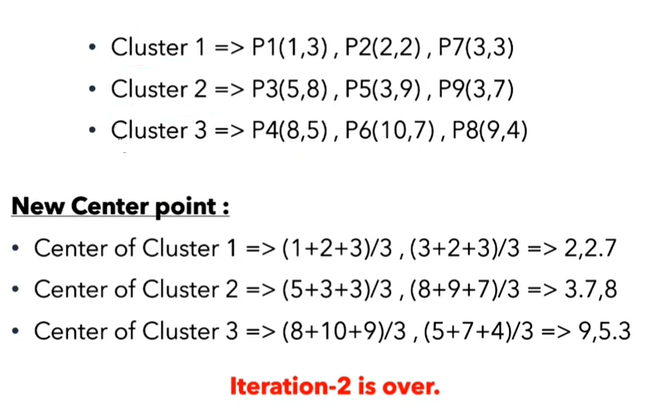 • Cluster 1 => P1(1,3) , P2(2,2) , P7(3,3)
• Cluster 2 => P3(5,8) , P5(3,9) , P9(3,7)
• Cluster 3 => P4(8,5) , P6(10,7) , P8(9,4)
New Center point :
• Center of Cluster 1 => (1+2+3)/3 , (3+2+3)/3 => 2,2.7
• Center of Cluster 2 => (5+3+3)/3 , (8+9+7)/3 => 3.7,8
• Center of Cluster 3 => (8+10+9)/3 , (5+7+4)/3 => 9,5.3
Iteration-2 is over.